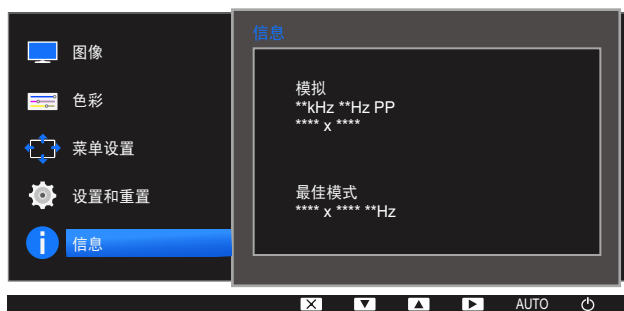 图像
色彩
菜单设置
设置和重置
信息
信息
模拟
**kHz **Hz PP
**** x ****
最佳模式
**** x **** **Hz
AUTO